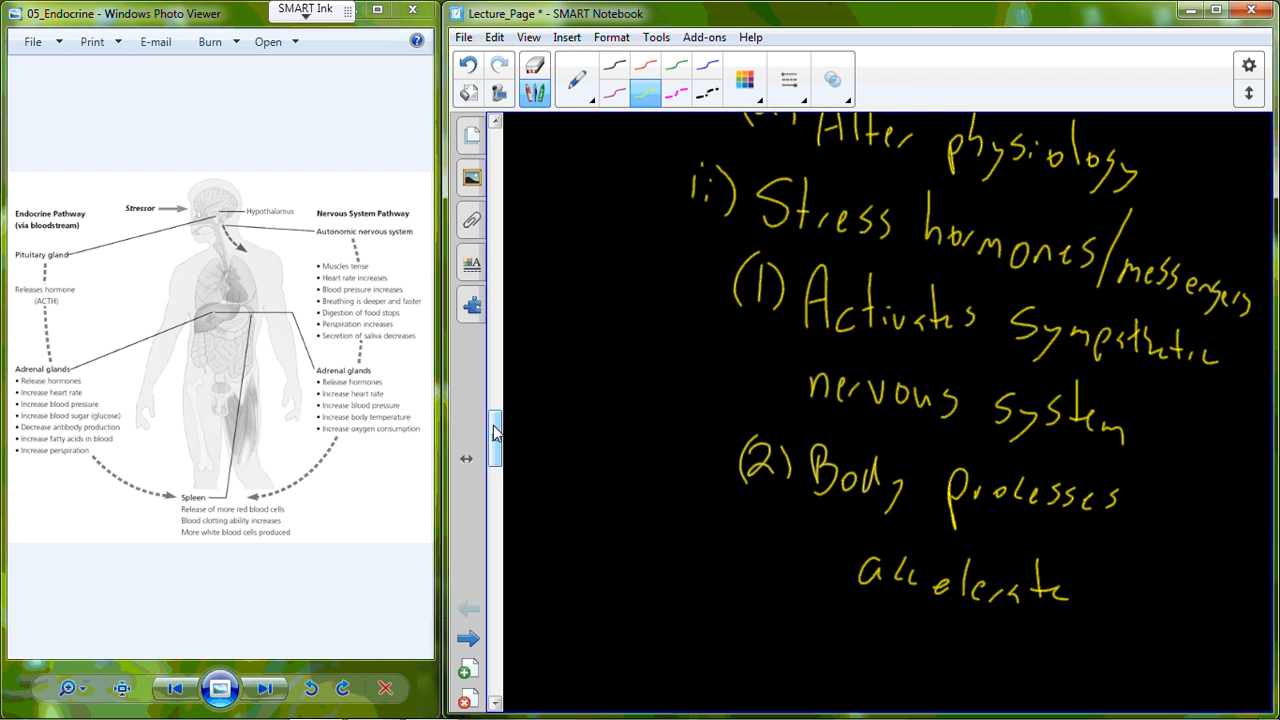 05_Endocrine - Windows Photo Viewer
SMART Ink
File Print E-mail Burn Open
Stressor
Hypothalamus
Endocrine Pathway
(via bloodstream)
Pituitary gland
Releases hormone
(ACTH)
Adrenal glands
• Release hormones
• Increase heart rate
• Increase blood pressure
• Increase blood sugar (glucose)
• Decrease antibody production
• Increase fatty acids in blood
• Increase perspiration
Nervous System Pathway
Autonomic nervous system
• Muscles tense
• Heart rate increases
• Blood pressure increases
• Breathing is deeper and faster
• Digestion of food stops
• Perspiration increases
• Secretion of saliva decreases
Adrenal glands
• Release hormones
• Increase heart rate
• Increase blood pressure
• Increase body temperature
• Increase oxygen consumption
Spleen
Release of more red blood cells
Blood clotting ability increases
More white blood cells produced
Lecture_Page * - SMART Notebook
File Edit View Insert Format Tools Add-ons Help
Alter physiology
ii) Stress hormones/messengers
(1) Activates Sympathetic
nervous system
(2) Body processes
accelerate